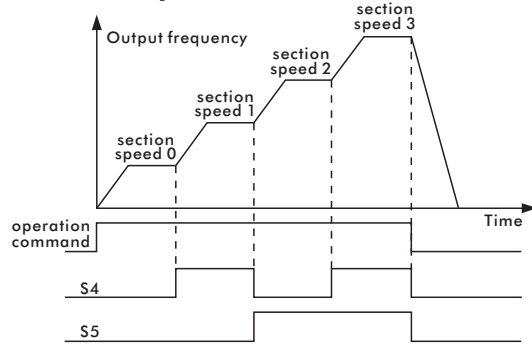 section
speed 3
Output frequency
section
speed 2
section
speed 1
section
speed 0
Time
operation
command
S4
S5